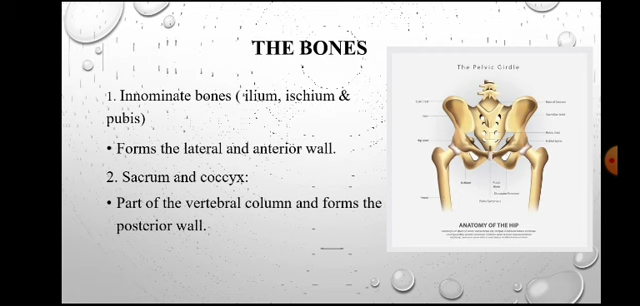 THE BONES
1. Innominate bones ( ilium, ischium &
pubis)
• Forms the lateral and anterior wall.
2. Sacrum and coccyx:
• Part of the vertebral column and forms the
posterior wall.
The Pelvic Girdle
ANATOMY OF THE HIP